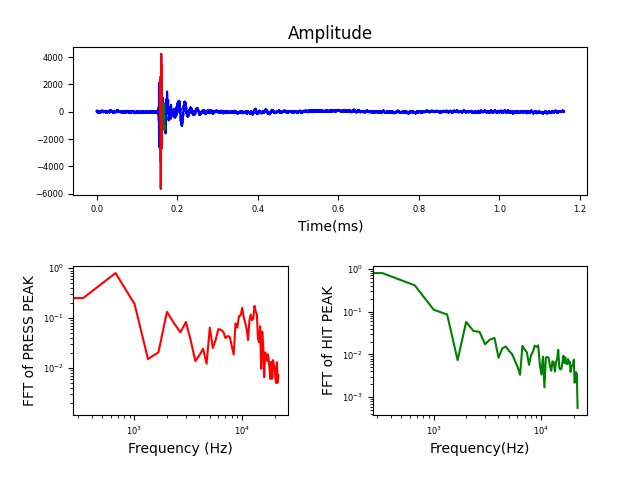 Amplitude
4000
2000
0
−2000
−4000
−6000
0.0 0.2 0.4 0.6 0.8 1.0 1.2
Time(ms)
FFT of PRESS PEAK
10⁰
10⁻¹
10⁻²
10³ 10⁴
Frequency (Hz)
FFT of HIT PEAK
10⁰
10⁻¹
10⁻²
10⁻³
10³ 10⁴
Frequency(Hz)